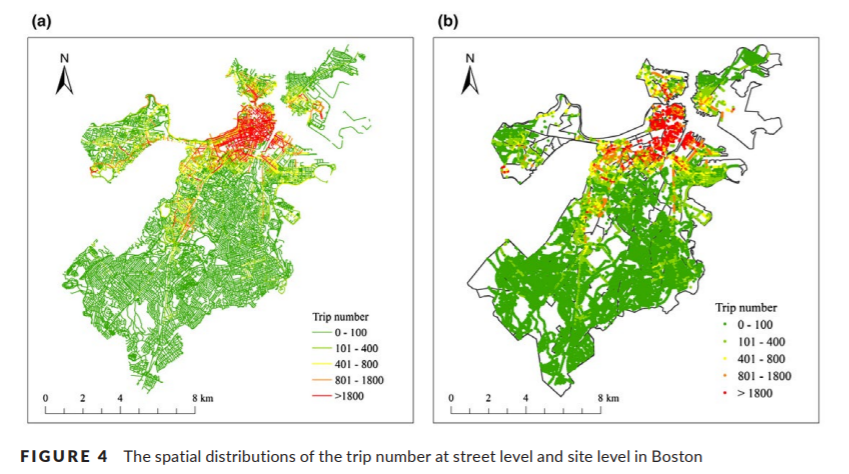 (a)
(b)
N
N
Trip number
0 - 100
101 - 400
401 - 800
801 - 1800
>1800
0 2 4 8 km
Trip number
0 - 100
101 - 400
401 - 800
801 - 1800
> 1800
0 2 4 8 km
FIGURE 4 The spatial distributions of the trip number at street level and site level in Boston